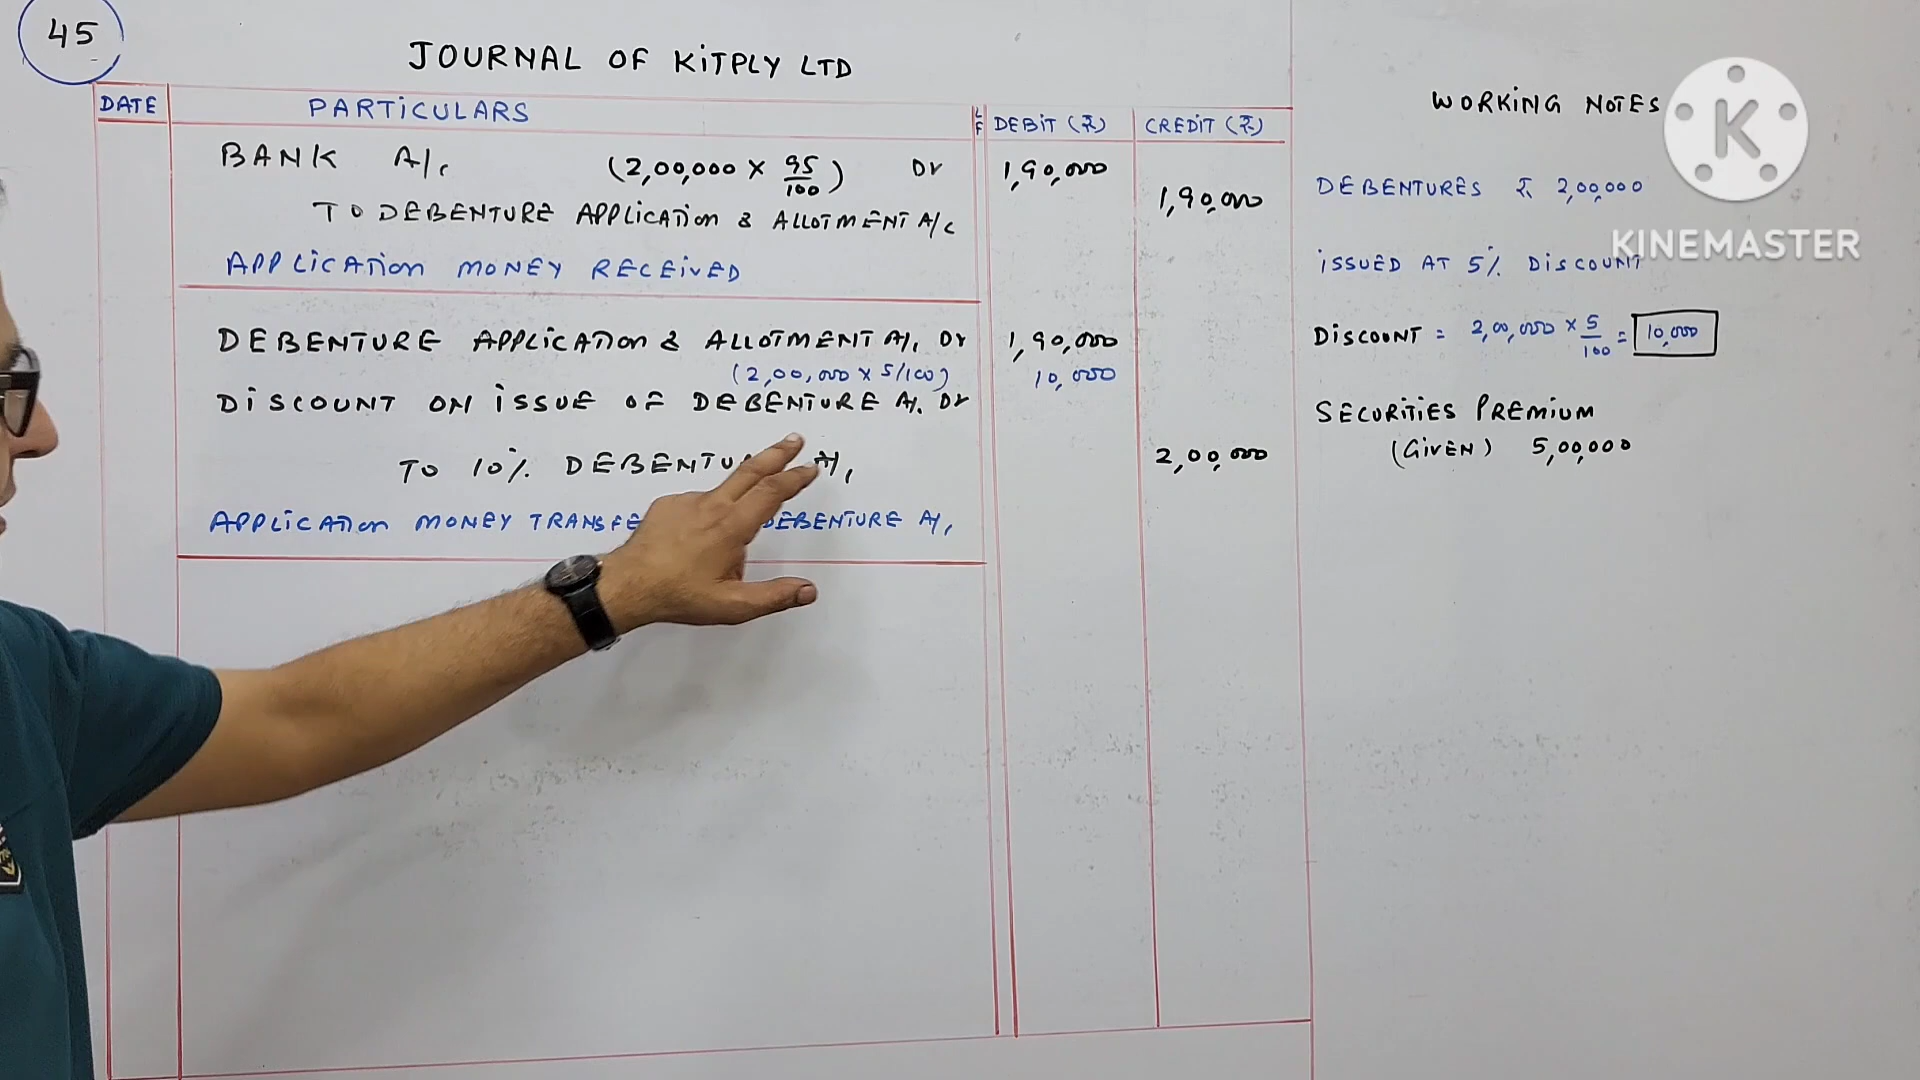 45
JOURNAL OF KITPLY LTD
DATE PARTICULARS LF DEBIT (₹) CREDIT (₹)
BANK A/c (2,00,000 × 95/100) Dr 1,90,000
TO DEBENTURE APPLICATION & ALLOTMENT A/c 1,90,000
APPLICATION MONEY RECEIVED
DEBENTURE APPLICATION & ALLOTMENT A/c Dr 1,90,000
(2,00,000 × 5/100) 10,000
DISCOUNT ON ISSUE OF DEBENTURE A/c Dr
TO 10% DEBENTU A/c 2,00,000
APPLICATION MONEY TRANSFE DEBENTURE A/c
WORKING NOTES
DEBENTURES ₹ 2,00,000
ISSUED AT 5% DISCOUNT
DISCOUNT = 2,00,000 × 5/100 = 10,000
SECURITIES PREMIUM
(GIVEN) 5,00,000
K
KINEMASTER